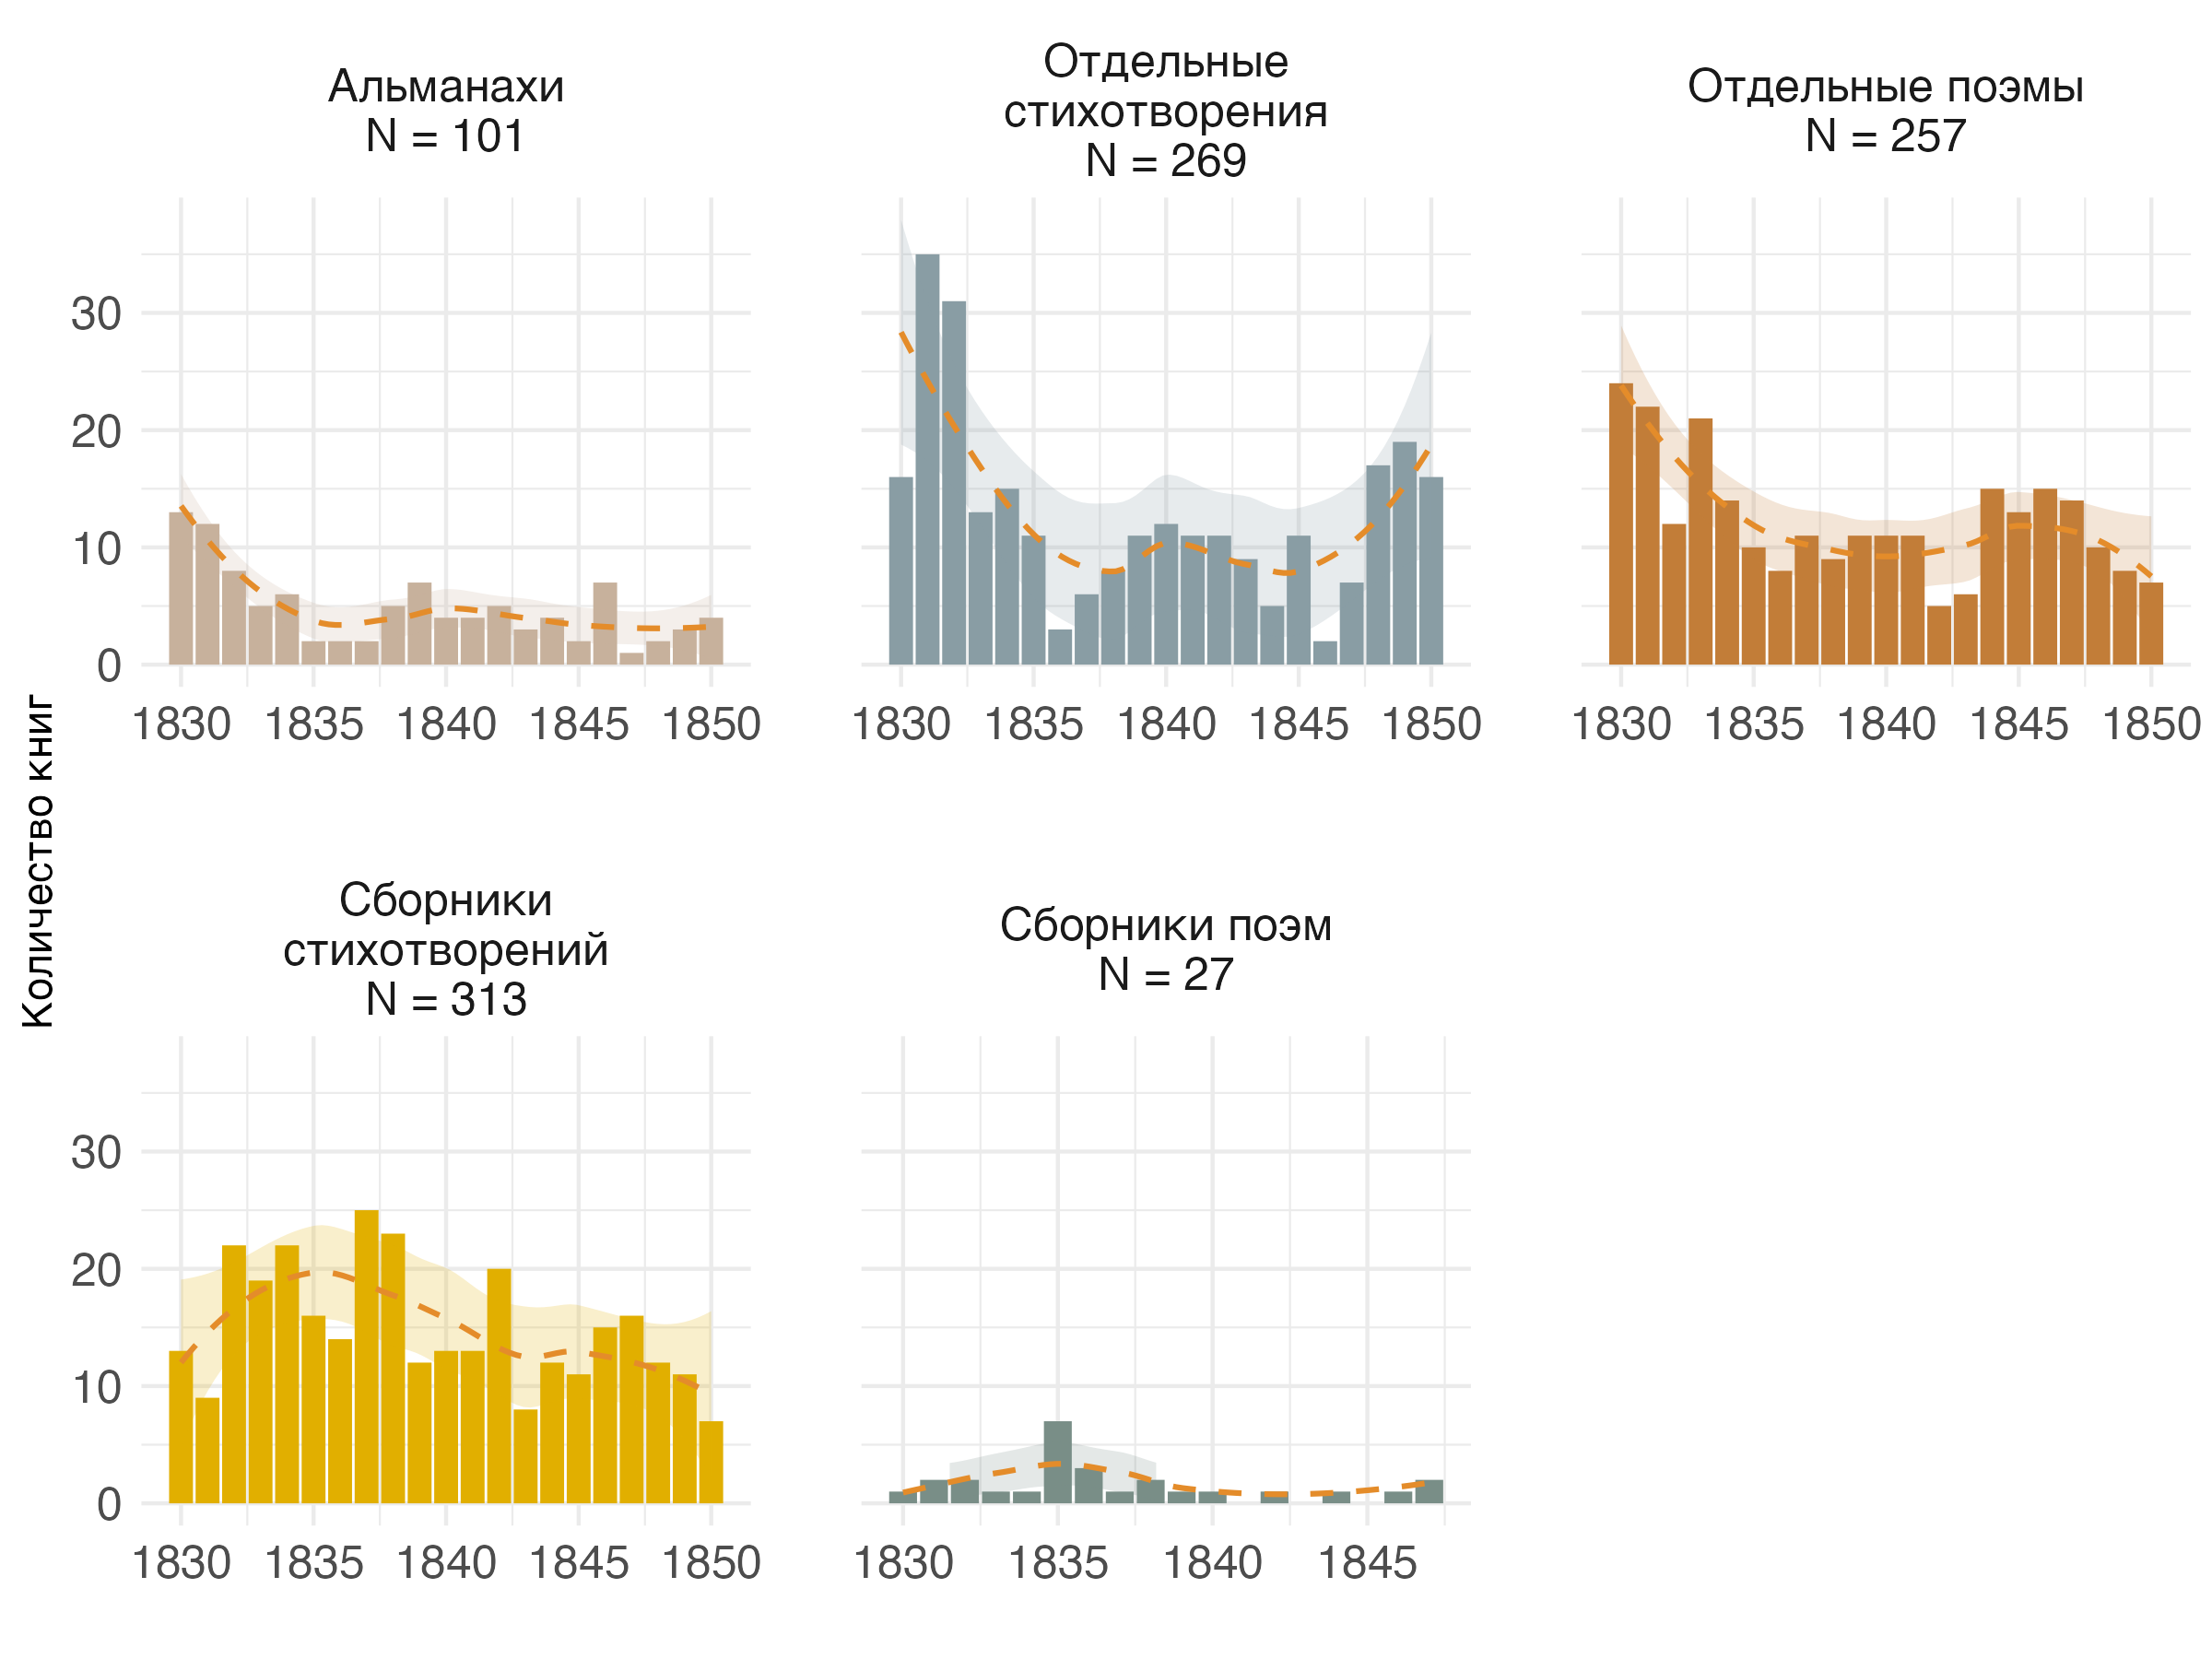 Альманахи
N = 101
Отдельные
стихотворения
N = 269
Отдельные поэмы
N = 257
30
20
10
0
1830 1835 1840 1845 1850
1830 1835 1840 1845 1850
1830 1835 1840 1845 1850
Количество книг
Сборники
стихотворений
N = 313
Сборники поэм
N = 27
30
20
10
0
1830 1835 1840 1845 1850
1830 1835 1840 1845